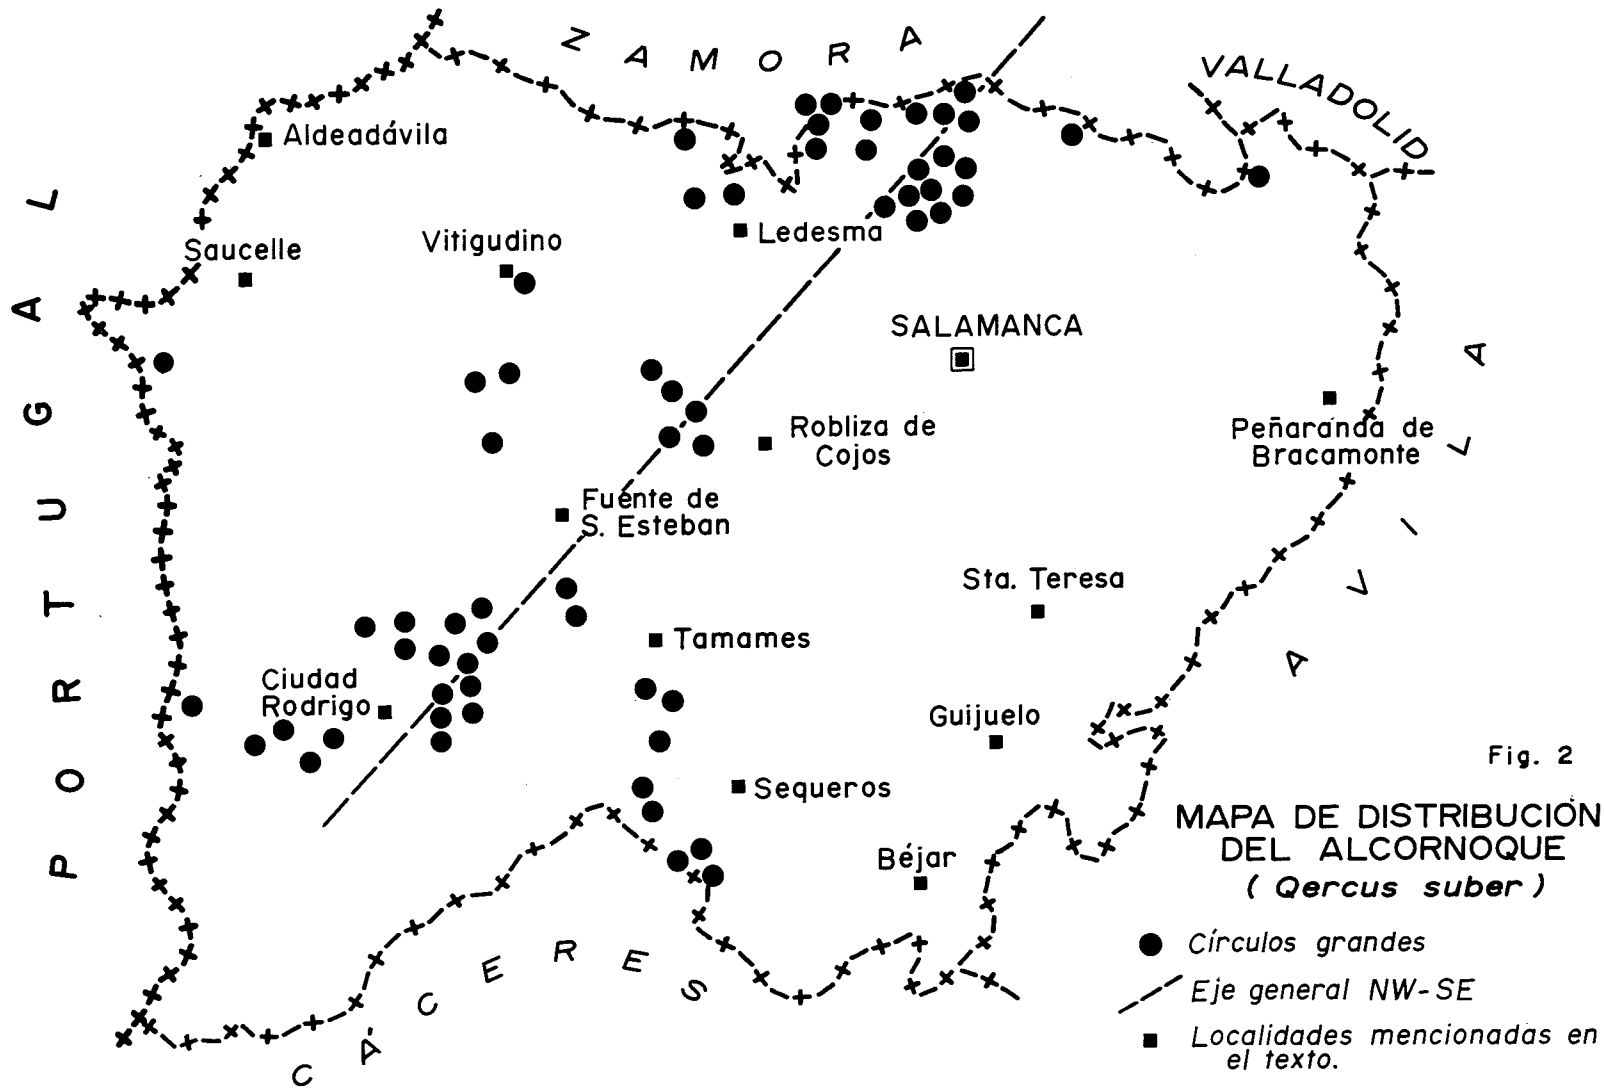 ZAMORA
VALLADOLID
Aldeadávila
PORTUGAL
Saucelle
Vitigudino
Ledesma
SALAMANCA
Robliza de
Cojos
Peñaranda de
Bracamonte
AVILA
Fuente de
S. Esteban
Sta. Teresa
Tamames
Ciudad
Rodrigo
Guijuelo
Sequeros
Béjar
CÁCERES
Fig. 2
MAPA DE DISTRIBUCIÓN
DEL ALCORNOQUE
(Qercus suber)
Círculos grandes
Eje general NW-SE
Localidades mencionadas en
el texto.